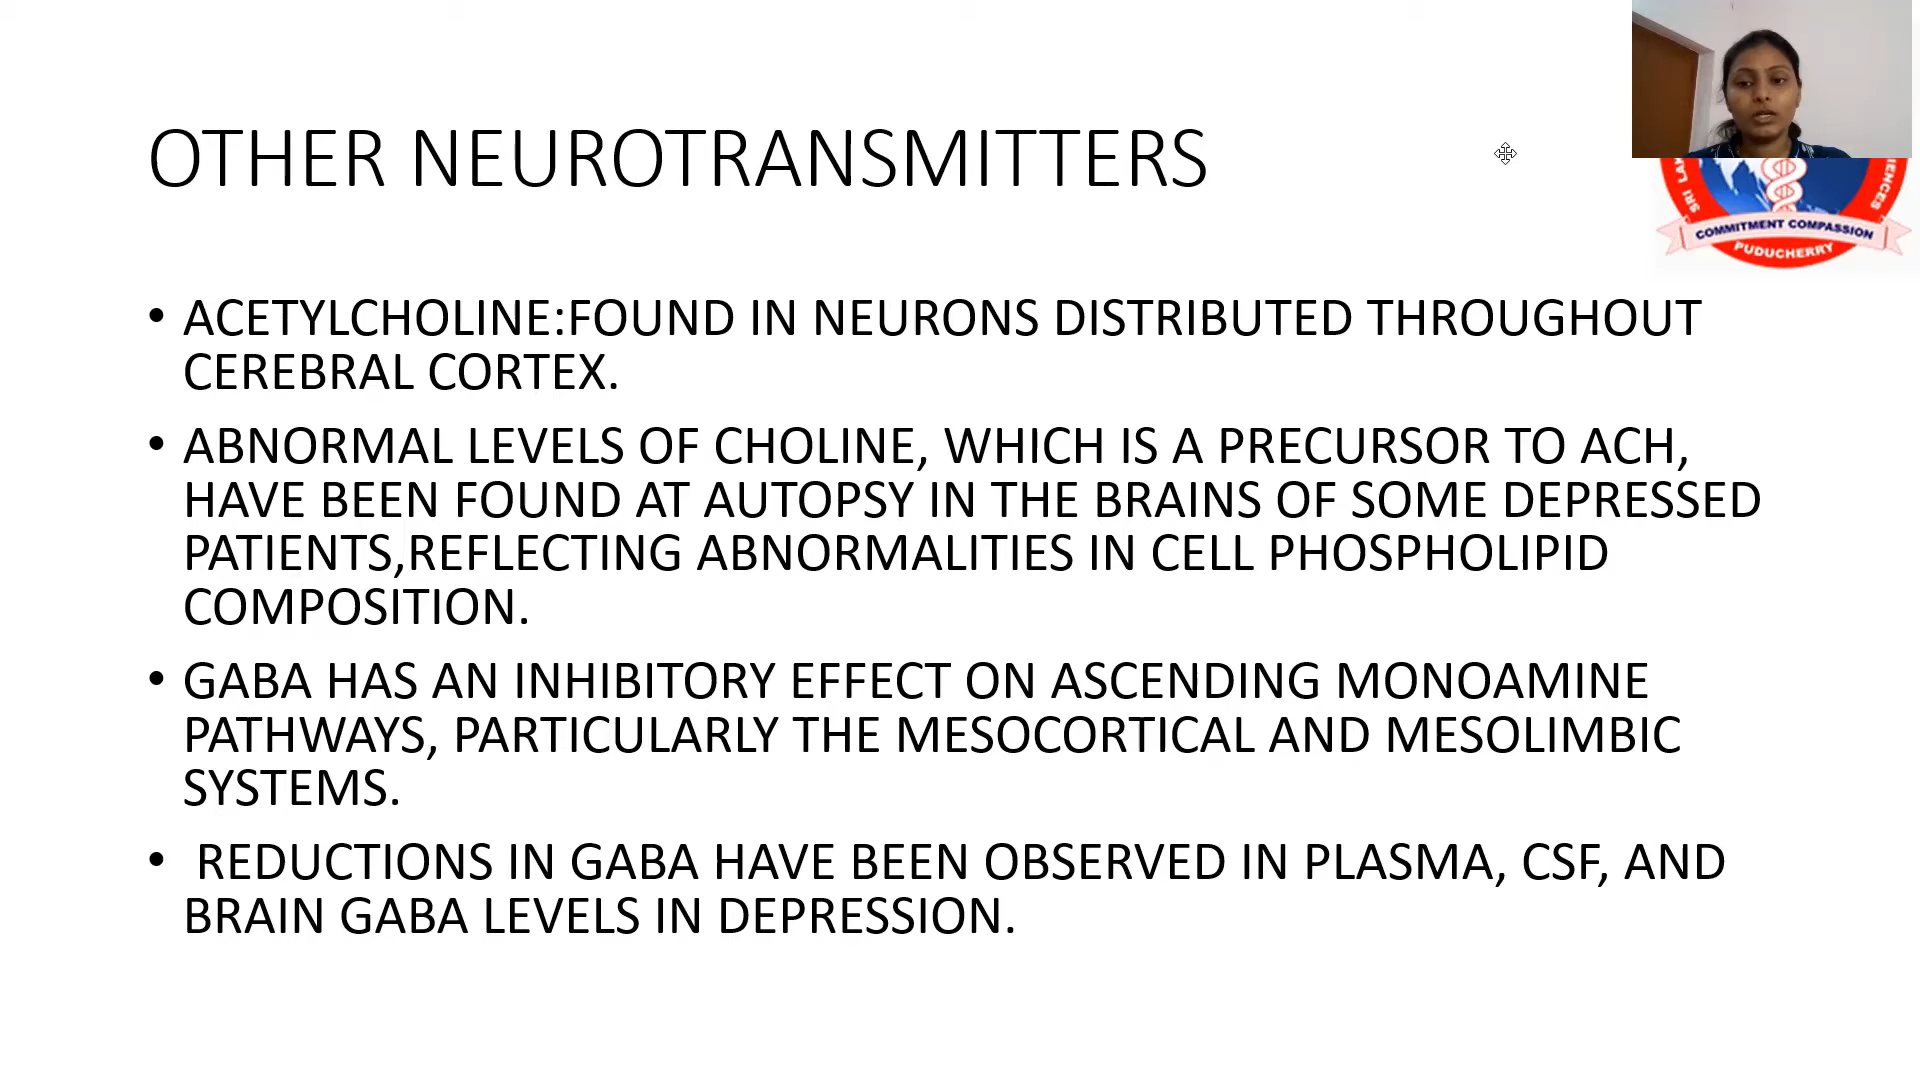 OTHER NEUROTRANSMITTERS
SRI LA
IENCES
COMMITMENT COMPASSION
PUDUCHERRY
• ACETYLCHOLINE:FOUND IN NEURONS DISTRIBUTED THROUGHOUT
CEREBRAL CORTEX.
• ABNORMAL LEVELS OF CHOLINE, WHICH IS A PRECURSOR TO ACH,
HAVE BEEN FOUND AT AUTOPSY IN THE BRAINS OF SOME DEPRESSED
PATIENTS,REFLECTING ABNORMALITIES IN CELL PHOSPHOLIPID
COMPOSITION.
• GABA HAS AN INHIBITORY EFFECT ON ASCENDING MONOAMINE
PATHWAYS, PARTICULARLY THE MESOCORTICAL AND MESOLIMBIC
SYSTEMS.
• REDUCTIONS IN GABA HAVE BEEN OBSERVED IN PLASMA, CSF, AND
BRAIN GABA LEVELS IN DEPRESSION.